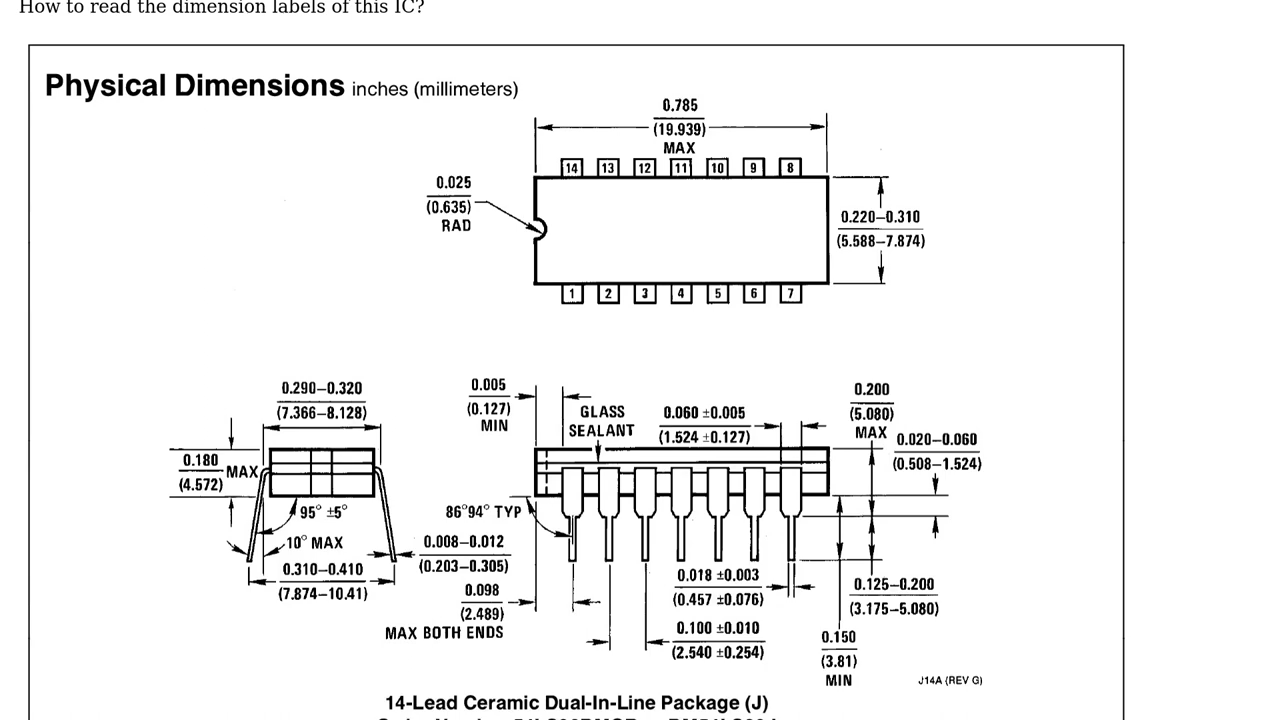 How to read the dimension labels of this IC?
Physical Dimensions inches (millimeters)
0.785
(19.939)
MAX
14 13 12 11 10 9 8
0.025
(0.635)
RAD
0.220–0.310
(5.588–7.874)
1 2 3 4 5 6 7
0.290–0.320
(7.366–8.128)
0.180
(4.572)
MAX
95° ±5°
10° MAX
0.310–0.410
(7.874–10.41)
0.008–0.012
(0.203–0.305)
0.005
(0.127)
MIN
GLASS
SEALANT
0.060 ±0.005
(1.524 ±0.127)
0.200
(5.080)
MAX
0.020–0.060
(0.508–1.524)
86°94° TYP
0.098
(2.489)
MAX BOTH ENDS
0.018 ±0.003
(0.457 ±0.076)
0.100 ±0.010
(2.540 ±0.254)
0.125–0.200
(3.175–5.080)
0.150
(3.81)
MIN
J14A (REV G)
14-Lead Ceramic Dual-In-Line Package (J)